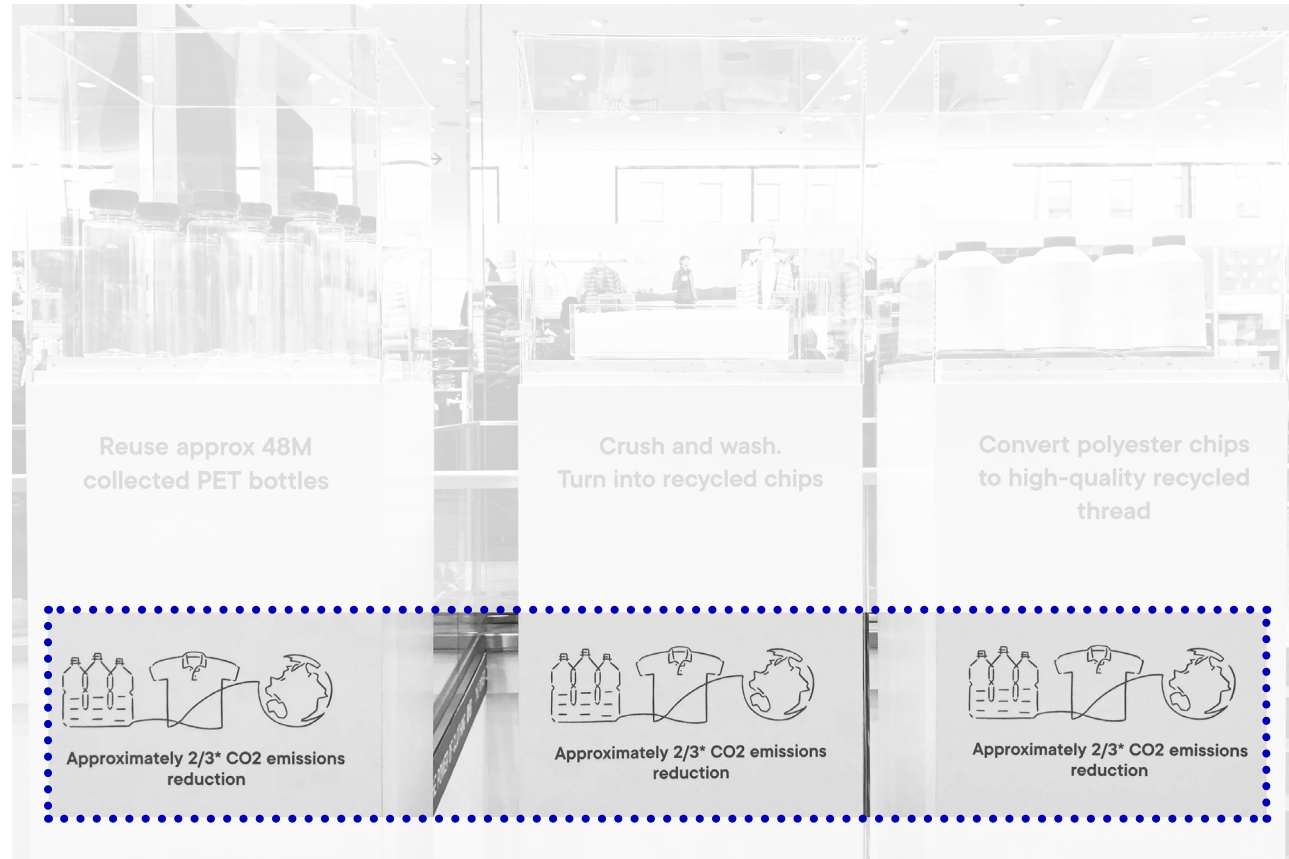 Reuse approx 48M
collected PET bottles
Crush and wash.
Turn into recycled chips
Convert polyester chips
to high-quality recycled
thread
Approximately 2/3* CO2 emissions
reduction
Approximately 2/3* CO2 emissions
reduction
Approximately 2/3* CO2 emissions
reduction